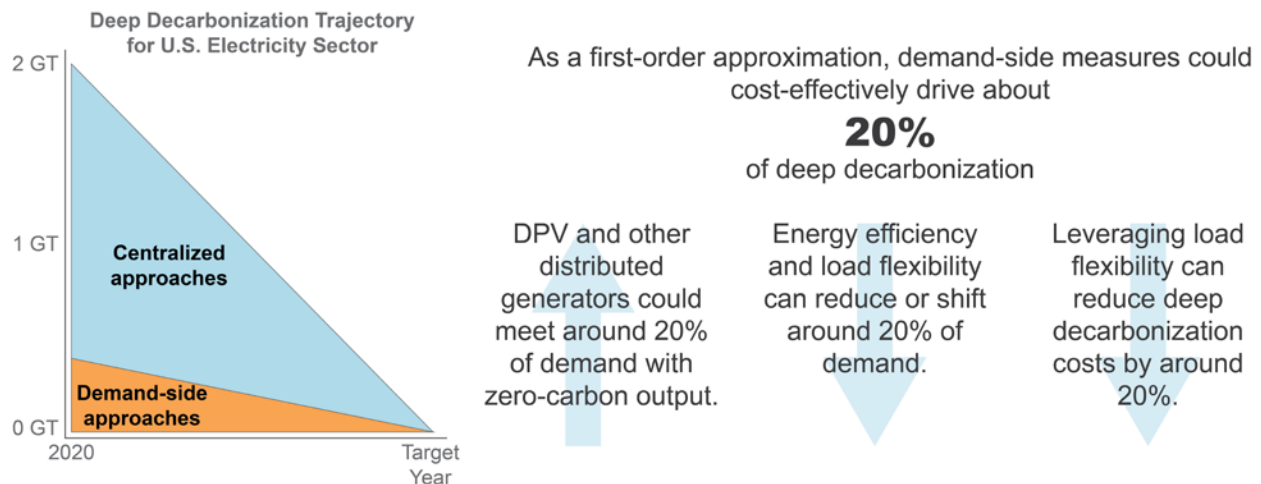 Deep Decarbonization Trajectory
for U.S. Electricity Sector
2 GT
1 GT
0 GT
Centralized
approaches
Demand-side
approaches
2020
Target
Year
As a first-order approximation, demand-side measures could
cost-effectively drive about
20%
of deep decarbonization
DPV and other
distributed
generators could
meet around 20%
of demand with
zero-carbon output.
Energy efficiency
and load flexibility
can reduce or shift
around 20% of
demand.
Leveraging load
flexibility can
reduce deep
decarbonization
costs by around
20%.